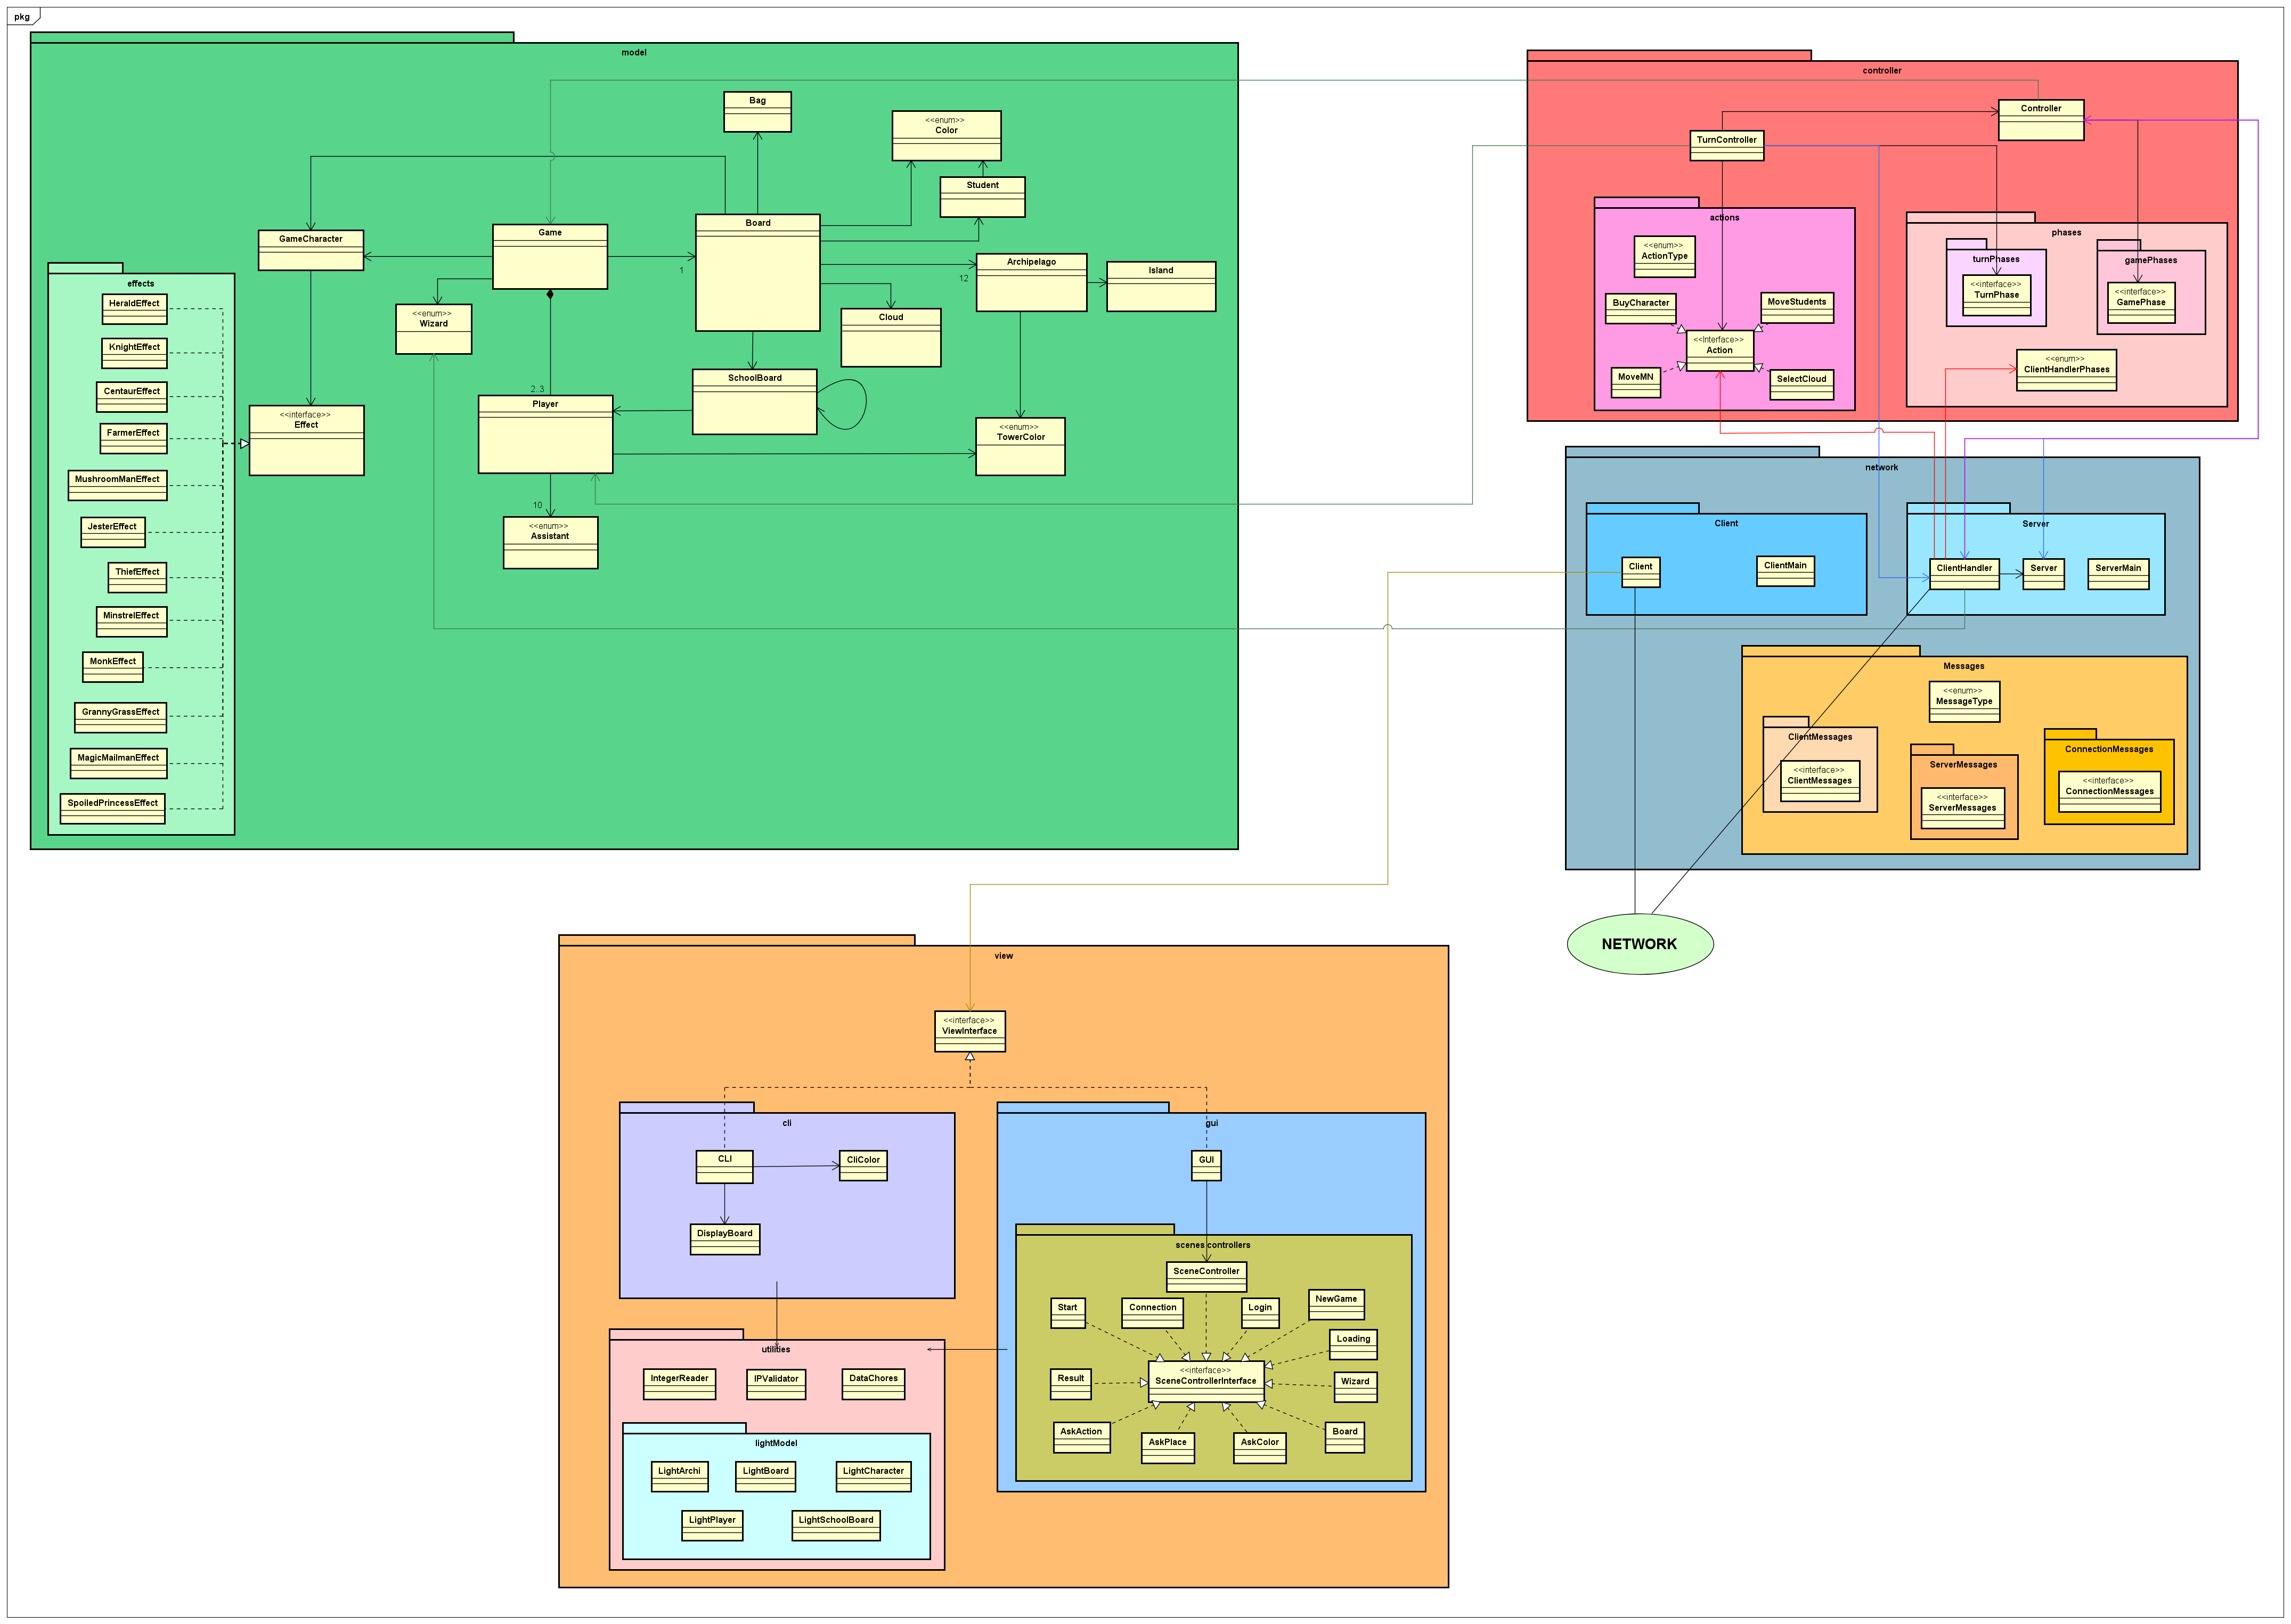 pkg
model
Bag
<<enum>>
Color
Student
GameCharacter
Game
Board
1
Archipelago
12
Island
<<enum>>
Wizard
Cloud
SchoolBoard
2..3
Player
<<enum>>
TowerColor
10
<<enum>>
Assistant
<<interface>>
Effect
effects
HeraldEffect
KnightEffect
CentaurEffect
FarmerEffect
MushroomManEffect
JesterEffect
ThiefEffect
MinstrelEffect
MonkEffect
GrannyGrassEffect
MagicMailmanEffect
SpoiledPrincessEffect
controller
Controller
TurnController
actions
<<enum>>
ActionType
BuyCharacter
MoveStudents
<<Interface>>
Action
MoveMN
SelectCloud
phases
turnPhases
<<interface>>
TurnPhase
gamePhases
<<interface>>
GamePhase
<<enum>>
ClientHandlerPhases
network
Client
Client
ClientMain
Server
ClientHandler
Server
ServerMain
Messages
<<enum>>
MessageType
ClientMessages
<<interface>>
ClientMessages
ServerMessages
<<interface>>
ServerMessages
ConnectionMessages
<<interface>>
ConnectionMessages
NETWORK
view
<<interface>>
ViewInterface
cli
CLI
CliColor
DisplayBoard
gui
GUI
scenes controllers
SceneController
Start
Connection
Login
NewGame
Loading
<<interface>>
SceneControllerInterface
Result
Wizard
AskAction
AskPlace
AskColor
Board
utilities
IntegerReader
IPValidator
DataChores
lightModel
LightArchi
LightBoard
LightCharacter
LightPlayer
LightSchoolBoard